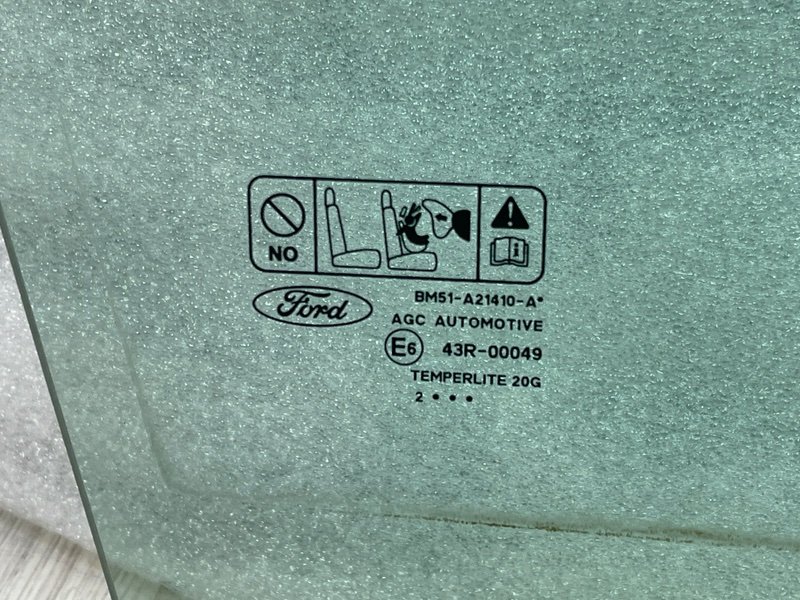 NO
Ford
BM51-A21410-A*
AGC AUTOMOTIVE
E6 43R-00049
TEMPERLITE 20G
2 • • •